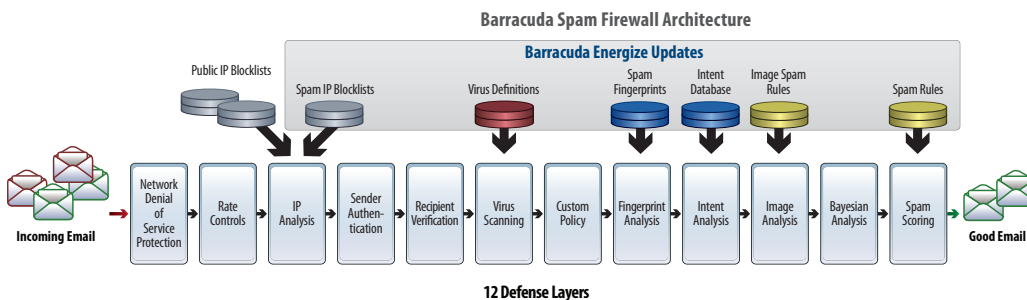 Barracuda Spam Firewall Architecture
Barracuda Energize Updates
Public IP Blocklists
Spam IP Blocklists
Virus Definitions
Spam
Fingerprints
Intent
Database
Image Spam
Rules
Spam Rules
Incoming Email
Network
Denial
of
Service
Protection
Rate
Controls
IP
Analysis
Sender
Authen-
tication
Recipient
Verification
Virus
Scanning
Custom
Policy
Fingerprint
Analysis
Intent
Analysis
Image
Analysis
Bayesian
Analysis
Spam
Scoring
Good Email
12 Defense Layers